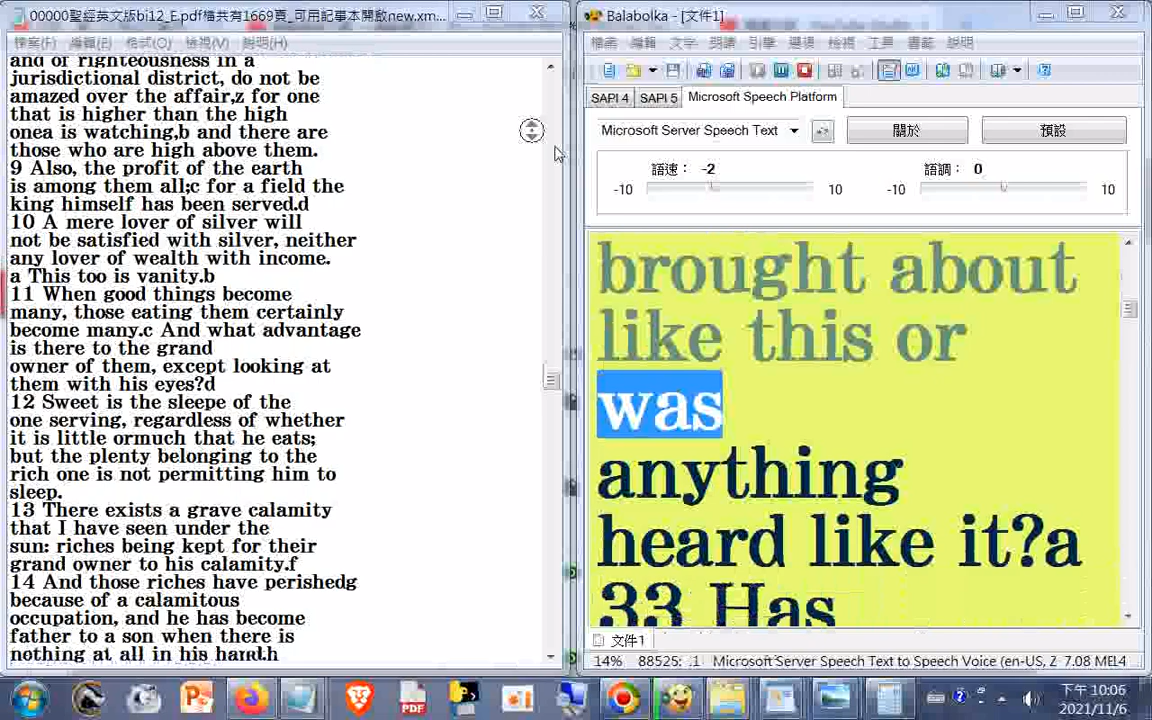 00000聖經英文版bi12_E.pdf檔共有1669頁_可用記事本開啟new.xm...
檔案(F) 編輯(E) 格式(O) 檢視(V) 說明(H)
and of righteousness in a
jurisdictional district, do not be
amazed over the affair,z for one
that is higher than the high
onea is watching,b and there are
those who are high above them.
9 Also, the profit of the earth
is among them all;c for a field the
king himself has been served.d
10 A mere lover of silver will
not be satisfied with silver, neither
any lover of wealth with income.
a This too is vanity.b
11 When good things become
many, those eating them certainly
become many.c And what advantage
is there to the grand
owner of them, except looking at
them with his eyes?d
12 Sweet is the sleepe of the
one serving, regardless of whether
it is little ormuch that he eats;
but the plenty belonging to the
rich one is not permitting him to
sleep.
13 There exists a grave calamity
that I have seen under the
sun: riches being kept for their
grand owner to his calamity.f
14 And those riches have perishedg
because of a calamitous
occupation, and he has become
father to a son when there is
nothing at all in his hand.h
Balabolka - [文件1]
檔案 編輯 文字 朗讀 引擎 選項 檢視 工具 書籤 說明
SAPI 4 SAPI 5 Microsoft Speech Platform
Microsoft Server Speech Text 關於 預設
語速： -2 語調： 0
-10 10 -10 10
brought about
like this or
was
anything
heard like it?a
33 Has
文件1
14% 88525: .1 Microsoft Server Speech Text to Speech Voice (en-US, Z 7.08 MEL4
PDF
下午 10:06
2021/11/6